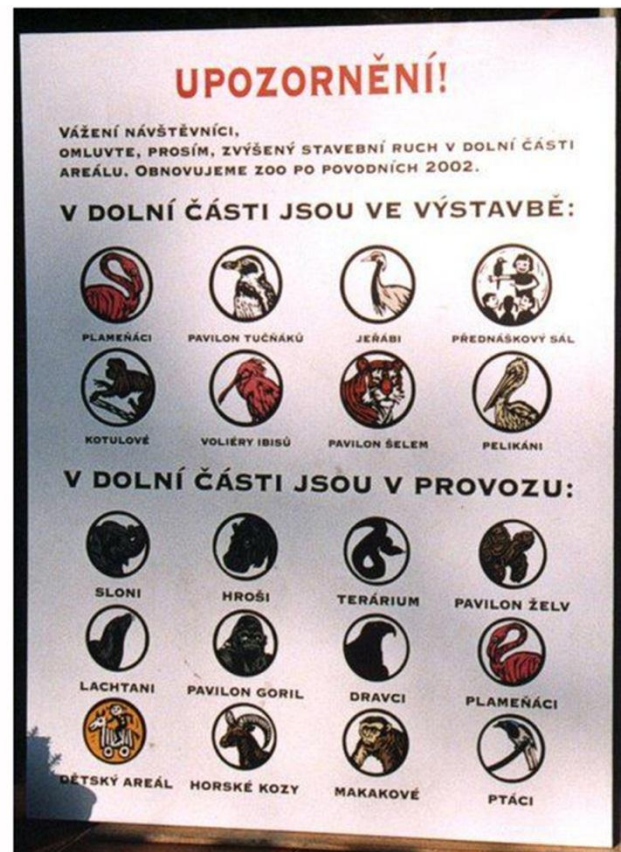 UPOZORNĚNÍ!
VÁŽENÍ NÁVŠTĚVNÍCI,
OMLUVTE, PROSÍM, ZVÝŠENÝ STAVEBNÍ RUCH V DOLNÍ ČÁSTI
AREÁLU. OBNOVUJEME ZOO PO POVODNÍCH 2002.
V DOLNÍ ČÁSTI JSOU VE VÝSTAVBĚ:
PLAMEŇÁCI PAVILON TUČŇÁKŮ JEŘÁBI PŘEDNÁŠKOVÝ SÁL
KOTULOVÉ VOLIÉRY IBISŮ PAVILON ŠELEM PELIKÁNI
V DOLNÍ ČÁSTI JSOU V PROVOZU:
SLONI HROŠI TERÁRIUM PAVILON ŽELV
LACHTANI PAVILON GORIL DRAVCI PLAMEŇÁCI
DĚTSKÝ AREÁL HORSKÉ KOZY MAKAKOVÉ PTÁCI